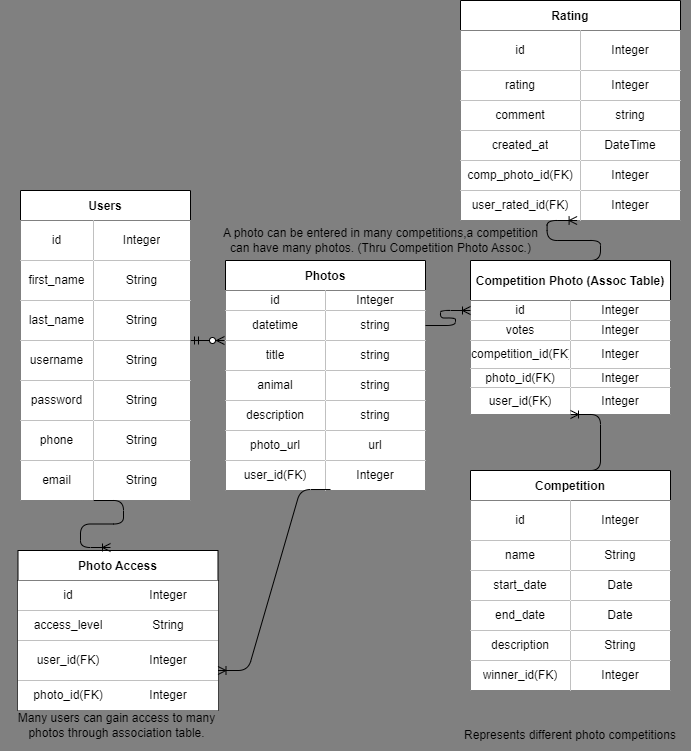 Rating
id Integer
rating Integer
comment string
created_at DateTime
comp_photo_id(FK) Integer
user_rated_id(FK) Integer
Users
id Integer
first_name String
last_name String
username String
password String
phone String
email String
A photo can be entered in many competitions,a competition
can have many photos. (Thru Competition Photo Assoc.)
Photos
id Integer
datetime string
title string
animal string
description string
photo_url url
user_id(FK) Integer
Competition Photo (Assoc Table)
id Integer
votes Integer
competition_id(FK Integer
photo_id(FK) Integer
user_id(FK) Integer
Competition
id Integer
name String
start_date Date
end_date Date
description String
winner_id(FK) Integer
Photo Access
id Integer
access_level String
user_id(FK) Integer
photo_id(FK) Integer
Many users can gain access to many
photos through association table.
Represents different photo competitions